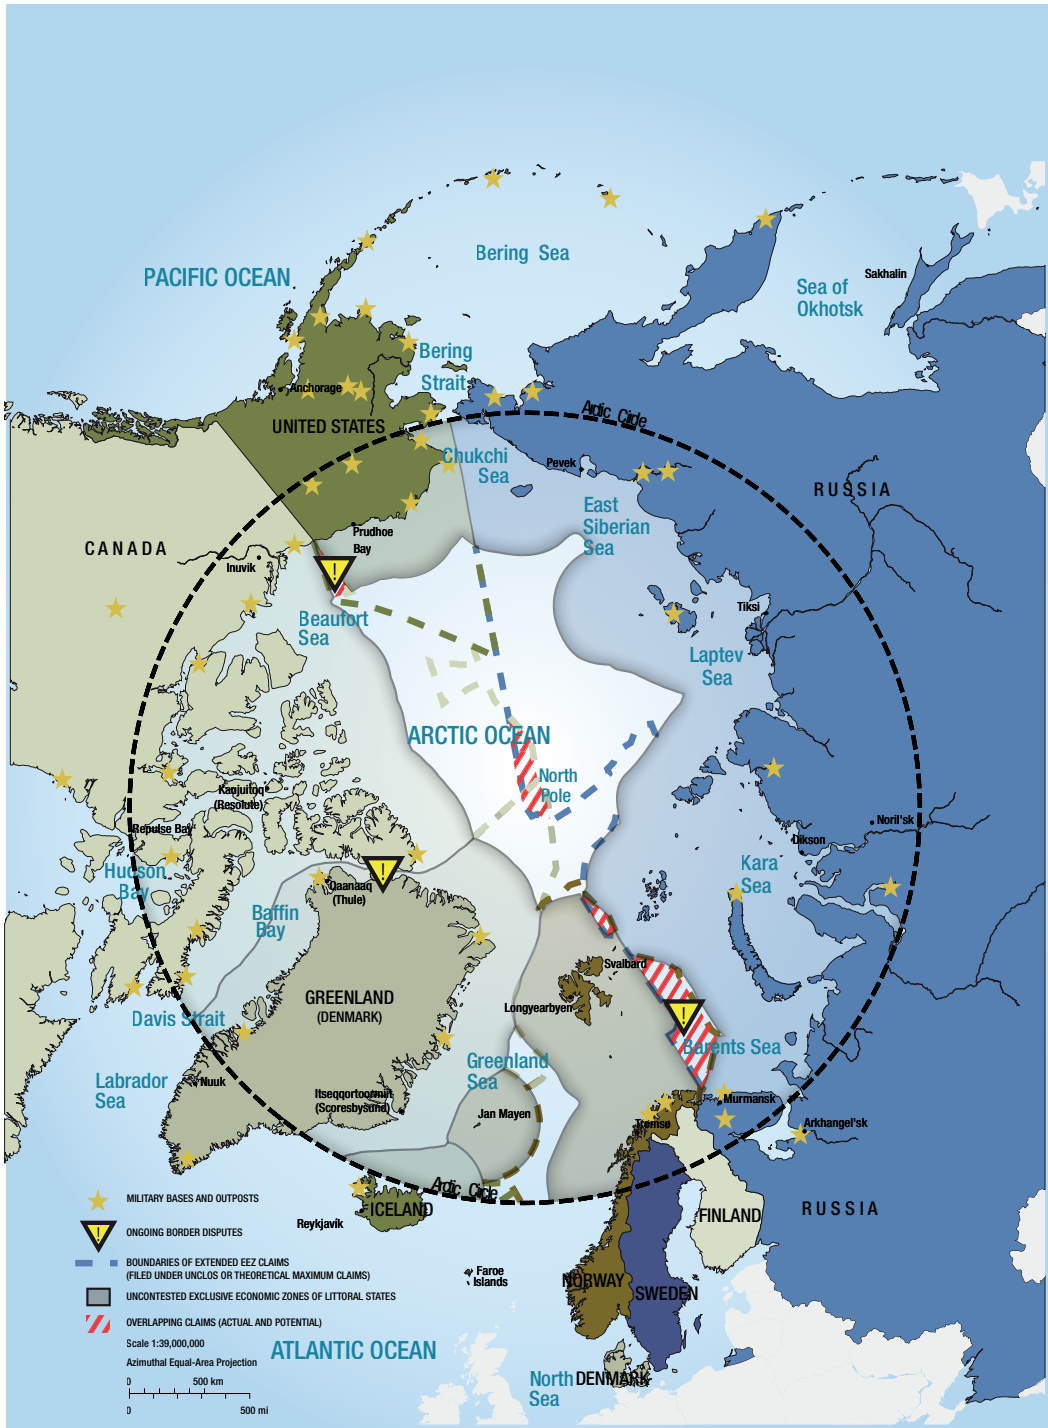 Bering Sea
PACIFIC OCEAN
Sakhalin
Sea of
Okhotsk
Bering
Strait
Anchorage
UNITED STATES
Arctic Circle
Chukchi
Sea
Pevek
RUSSIA
East
Siberian
Sea
Prudhoe
Bay
CANADA
Inuvik
Beaufort
Sea
Tiksi
Laptev
Sea
ARCTIC OCEAN
North
Pole
Kaujuitoq
(Resolute)
Repulse Bay
Noril'sk
Dikson
Hudson
Bay
Kara
Sea
Qaanaaq
(Thule)
Baffin
Bay
Svalbard
GREENLAND
(DENMARK)
Longyearbyen
Davis Strait
Barents Sea
Greenland
Sea
Labrador
Sea
Nuuk
Itseqqortoormiit
(Scoresbysund)
Jan Mayen
Murmansk
Tromsø
Arkhangel'sk
Arctic Circle
MILITARY BASES AND OUTPOSTS
ICELAND
RUSSIA
FINLAND
Reykjavik
ONGOING BORDER DISPUTES
BOUNDARIES OF EXTENDED EEZ CLAIMS
(FILED UNDER UNCLOS OR THEORETICAL MAXIMUM CLAIMS)
Faroe
Islands
NORWAY
SWEDEN
UNCONTESTED EXCLUSIVE ECONOMIC ZONES OF LITTORAL STATES
OVERLAPPING CLAIMS (ACTUAL AND POTENTIAL)
Scale 1:39,000,000
ATLANTIC OCEAN
Azimuthal Equal-Area Projection
North
Sea
DENMARK
0 500 km
0 500 mi